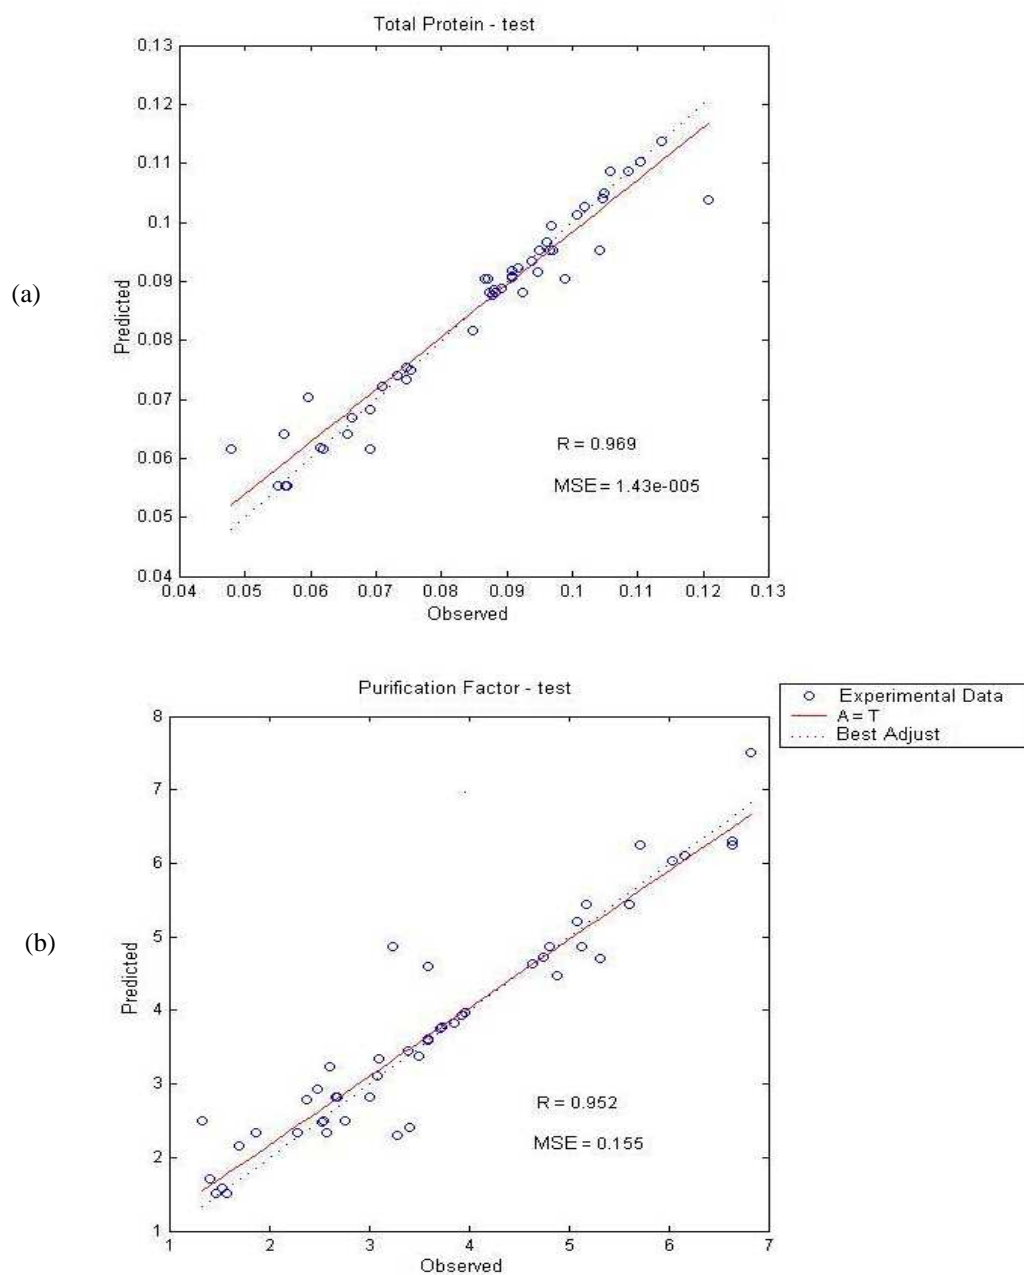 Total Protein - test
0.13
0.12
0.11
0.1
0.09
0.08
0.07
0.06
0.05
0.04
(a)
Predicted
R = 0.969
MSE = 1.43e-005
0.04 0.05 0.06 0.07 0.08 0.09 0.1 0.11 0.12 0.13
Observed
Purification Factor - test
Experimental Data
A = T
Best Adjust
8
7
6
5
4
3
2
1
(b)
Predicted
R = 0.952
MSE = 0.155
1 2 3 4 5 6 7
Observed